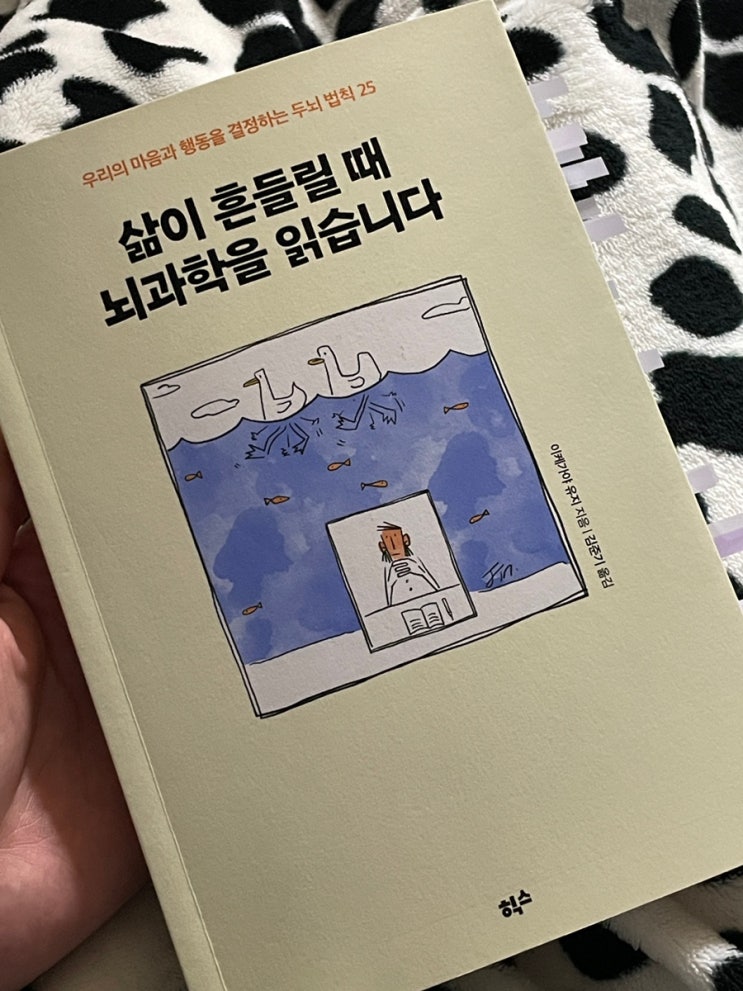 우리의 마음과 행동을 결정하는 두뇌 법칙 25
삶이 흔들릴 때
뇌과학을 읽습니다
이케가야 유지 지음 | 김준기 옮김
Jin.
힉스